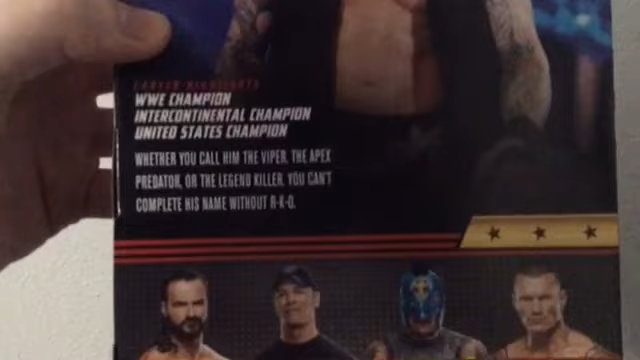 CAREER HIGHLIGHTS
WWE CHAMPION
INTERCONTINENTAL CHAMPION
UNITED STATES CHAMPION
WHETHER YOU CALL HIM THE VIPER, THE APEX
PREDATOR, OR THE LEGEND KILLER, YOU CAN'T
COMPLETE HIS NAME WITHOUT R-K-O.